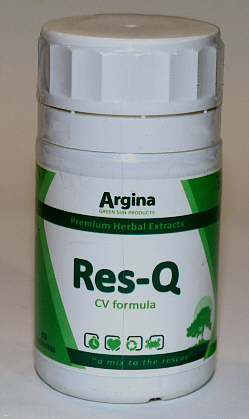 Argina
GREEN SUN PRODUCTS
Premium Herbal Extracts
Res-Q
CV formula
"a mix to the rescue"